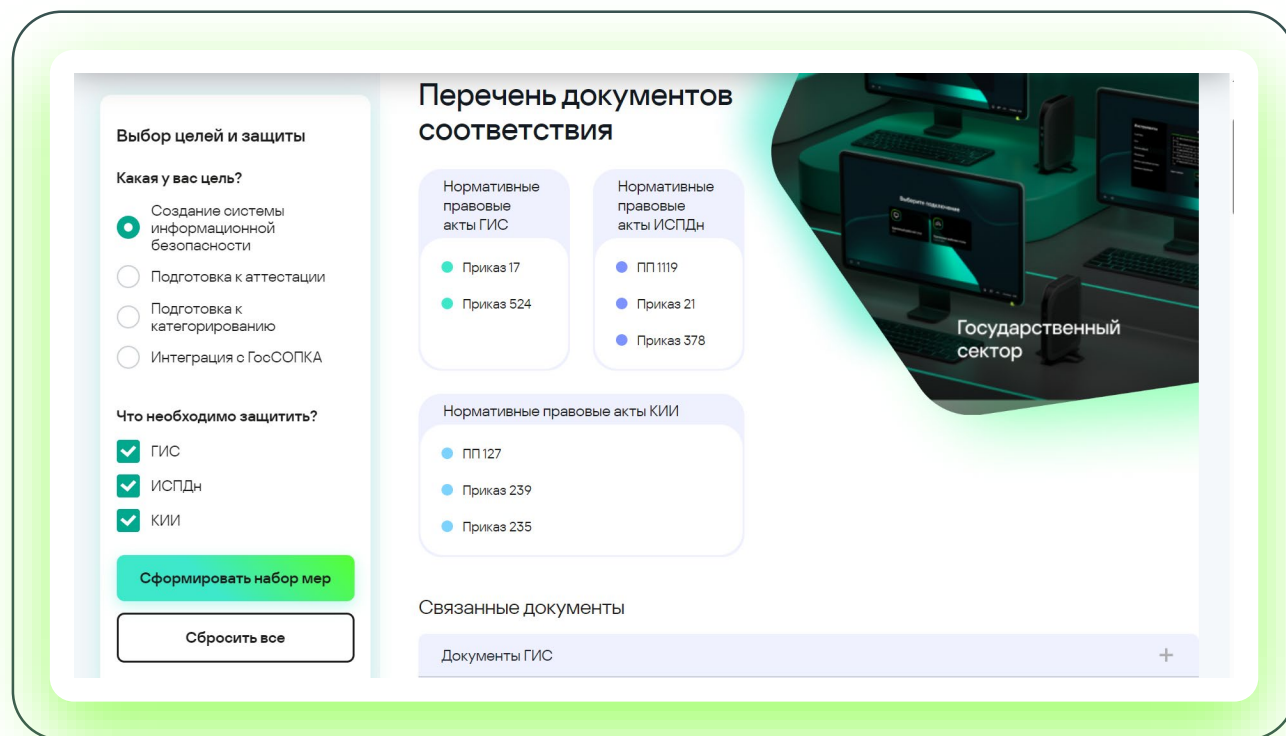 Выбор целей и защиты
Какая у вас цель?
Создание системы
информационной
безопасности
Подготовка к аттестации
Подготовка к
категорированию
Интеграция с ГосСОПКА
Что необходимо защитить?
ГИС
ИСПДн
КИИ
Сформировать набор мер
Сбросить все
Перечень документов
соответствия
Нормативные
правовые
акты ГИС
Приказ 17
Приказ 524
Нормативные
правовые
акты ИСПДн
ПП 1119
Приказ 21
Приказ 378
Нормативные правовые акты КИИ
ПП 127
Приказ 239
Приказ 235
Выберите подключение
Государственный
сектор
Связанные документы
Документы ГИС